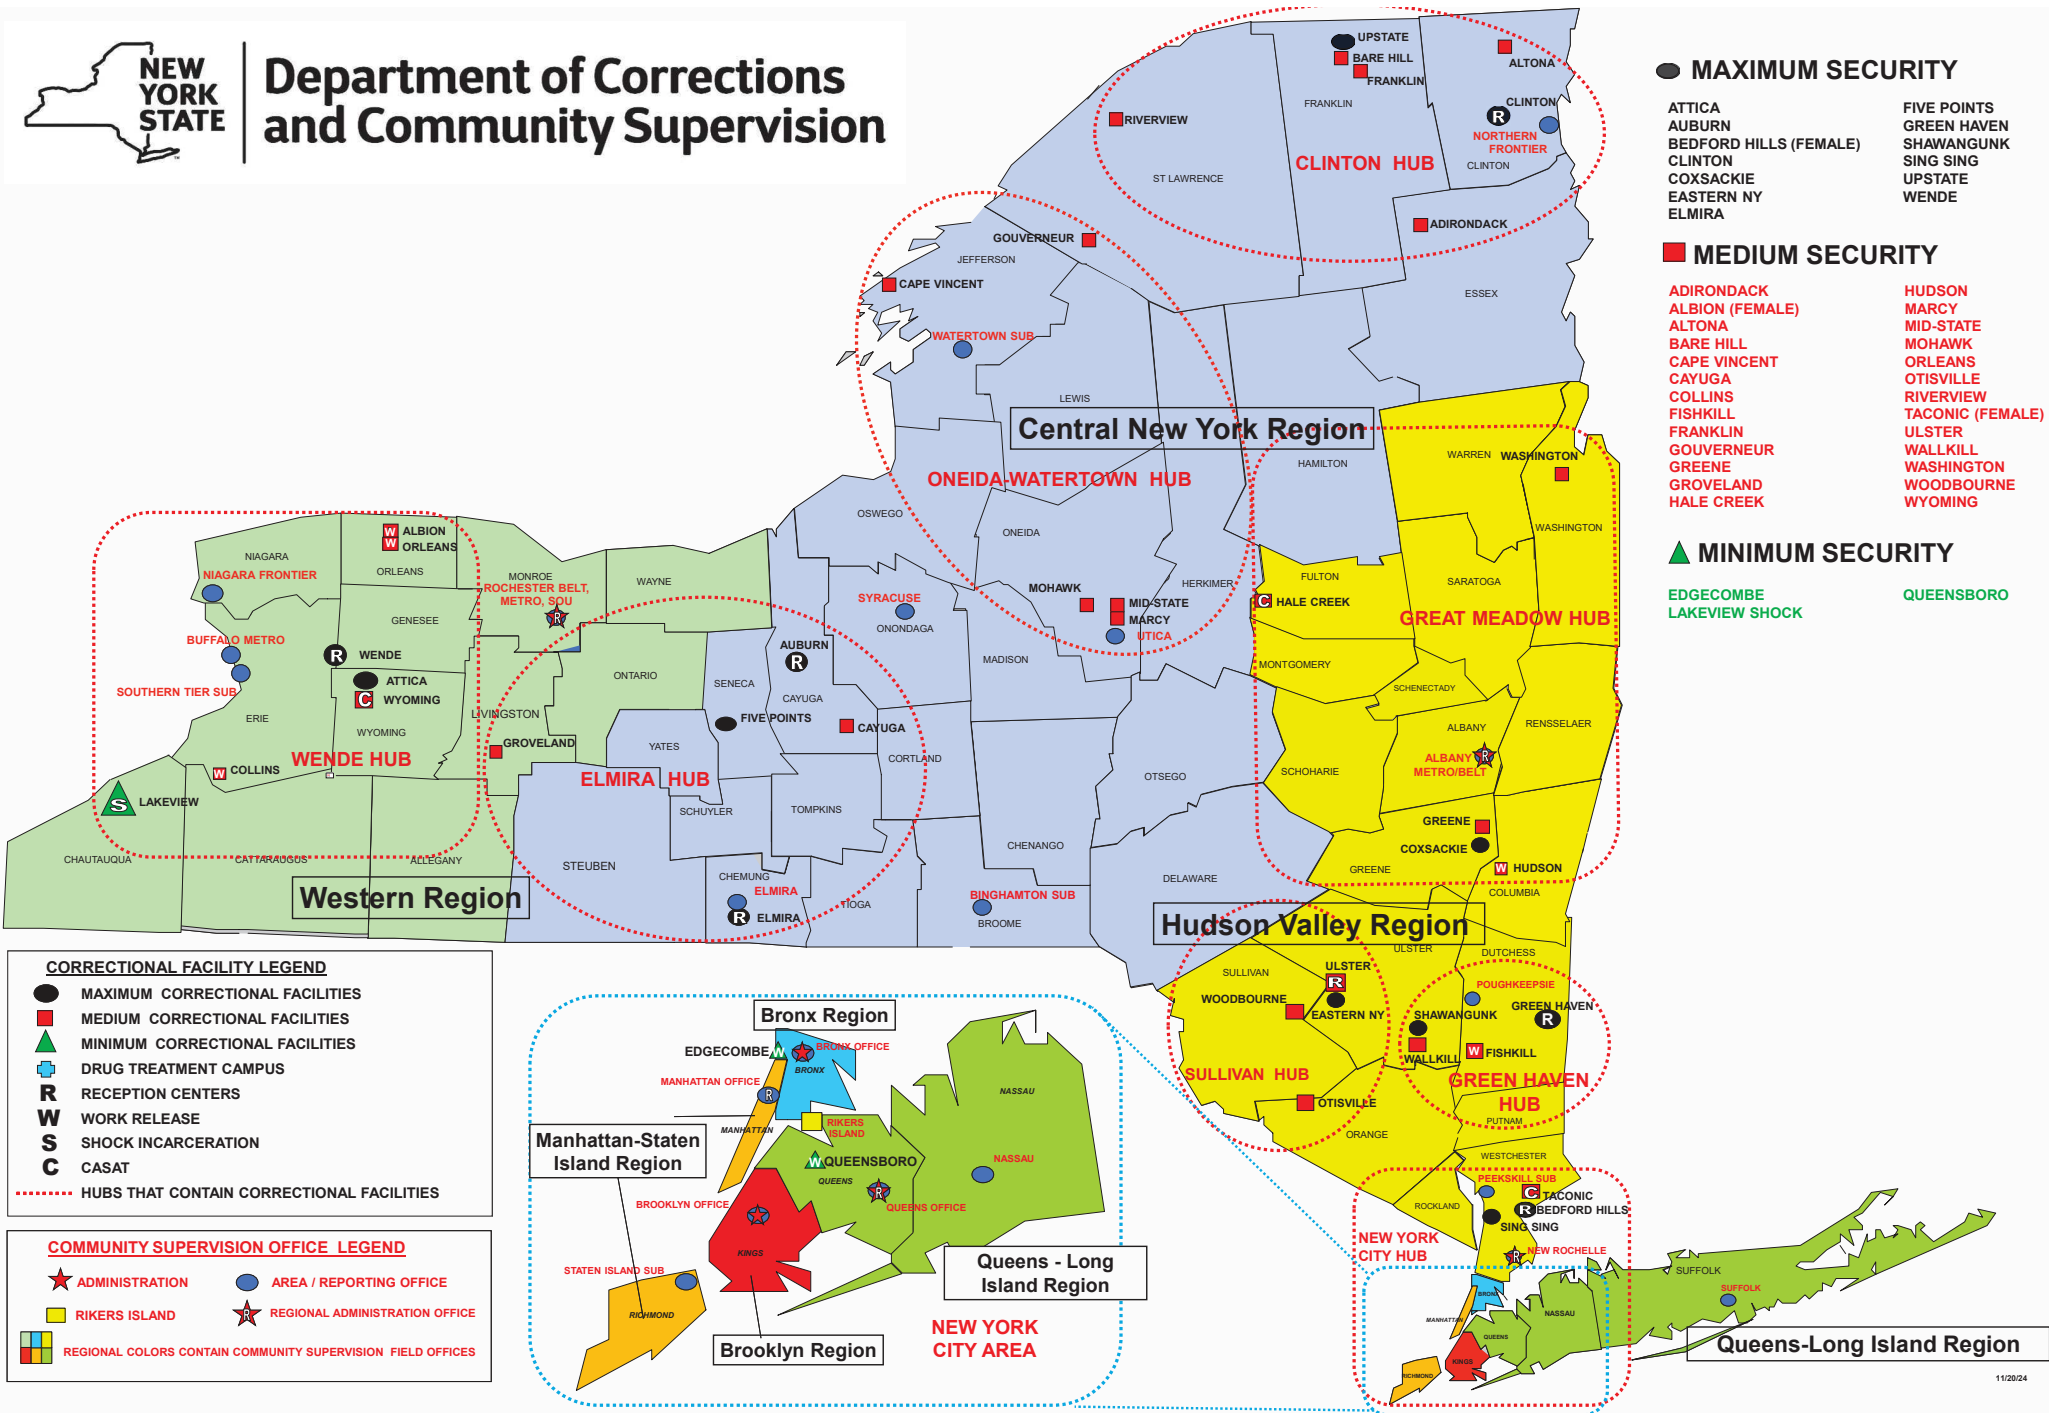 NEW
YORK
STATE
Department of Corrections
and Community Supervision
MAXIMUM SECURITY
ATTICA
AUBURN
BEDFORD HILLS (FEMALE)
CLINTON
COXSACKIE
EASTERN NY
ELMIRA
FIVE POINTS
GREEN HAVEN
SHAWANGUNK
SING SING
UPSTATE
WENDE
MEDIUM SECURITY
ADIRONDACK
ALBION (FEMALE)
ALTONA
BARE HILL
CAPE VINCENT
CAYUGA
COLLINS
FISHKILL
FRANKLIN
GOUVERNEUR
GREENE
GROVELAND
HALE CREEK
HUDSON
MARCY
MID-STATE
MOHAWK
ORLEANS
OTISVILLE
RIVERVIEW
TACONIC (FEMALE)
ULSTER
WALLKILL
WASHINGTON
WOODBOURNE
WYOMING
MINIMUM SECURITY
EDGECOMBE
LAKEVIEW SHOCK
QUEENSBORO
UPSTATE
BARE HILL
FRANKLIN
FRANKLIN
ALTONA
CLINTON
R
NORTHERN
FRONTIER
CLINTON
CLINTON HUB
RIVERVIEW
ST LAWRENCE
ADIRONDACK
ESSEX
GOUVERNEUR
JEFFERSON
CAPE VINCENT
WATERTOWN SUB
LEWIS
Central New York Region
HAMILTON
ONEIDA-WATERTOWN HUB
OSWEGO
ONEIDA
HERKIMER
MOHAWK
MID-STATE
MARCY
UTICA
SYRACUSE
ONONDAGA
MADISON
WARREN
WASHINGTON
WASHINGTON
FULTON
C HALE CREEK
SARATOGA
GREAT MEADOW HUB
MONTGOMERY
SCHENECTADY
SCHOHARIE
ALBANY
ALBANY
METRO/BELT
R
RENSSELAER
GREENE
COXSACKIE
GREENE
W HUDSON
COLUMBIA
NIAGARA
NIAGARA FRONTIER
W ALBION
W ORLEANS
ORLEANS
MONROE
ROCHESTER BELT,
METRO, SOU
R
WAYNE
GENESEE
BUFFALO METRO
R WENDE
SOUTHERN TIER SUB
ATTICA
C WYOMING
ERIE
WYOMING
WENDE HUB
W COLLINS
S LAKEVIEW
LIVINGSTON
GROVELAND
ONTARIO
CHAUTAUQUA
CATTARAUGUS
ALLEGANY
Western Region
SENECA
AUBURN
R
CAYUGA
FIVE POINTS
CAYUGA
YATES
ELMIRA HUB
CORTLAND
SCHUYLER
TOMPKINS
STEUBEN
CHEMUNG
ELMIRA
R ELMIRA
TIOGA
CHENANGO
OTSEGO
BINGHAMTON SUB
BROOME
DELAWARE
Hudson Valley Region
ULSTER
SULLIVAN
ULSTER
R
WOODBOURNE
EASTERN NY
SULLIVAN HUB
OTISVILLE
ORANGE
DUTCHESS
POUGHKEEPSIE
GREEN HAVEN
R
SHAWANGUNK
WALLKILL
W FISHKILL
GREEN HAVEN
HUB
PUTNAM
WESTCHESTER
PEEKSKILL SUB
C TACONIC
R BEDFORD HILLS
SING SING
ROCKLAND
NEW YORK
CITY HUB
R NEW ROCHELLE
BRONX
MANHATTAN
QUEENS
KINGS
RICHMOND
NASSAU
SUFFOLK
SUFFOLK
Queens-Long Island Region
11/20/24
CORRECTIONAL FACILITY LEGEND
MAXIMUM CORRECTIONAL FACILITIES
MEDIUM CORRECTIONAL FACILITIES
MINIMUM CORRECTIONAL FACILITIES
DRUG TREATMENT CAMPUS
R RECEPTION CENTERS
W WORK RELEASE
S SHOCK INCARCERATION
C CASAT
HUBS THAT CONTAIN CORRECTIONAL FACILITIES
COMMUNITY SUPERVISION OFFICE LEGEND
ADMINISTRATION
AREA / REPORTING OFFICE
RIKERS ISLAND
R REGIONAL ADMINISTRATION OFFICE
REGIONAL COLORS CONTAIN COMMUNITY SUPERVISION FIELD OFFICES
Bronx Region
EDGECOMBE W
BRONX OFFICE
BRONX
MANHATTAN OFFICE
R
RIKERS
ISLAND
MANHATTAN
Manhattan-Staten
Island Region
W QUEENSBORO
QUEENS
R
QUEENS OFFICE
NASSAU
NASSAU
BROOKLYN OFFICE
KINGS
STATEN ISLAND SUB
RICHMOND
Queens - Long
Island Region
Brooklyn Region
NEW YORK
CITY AREA